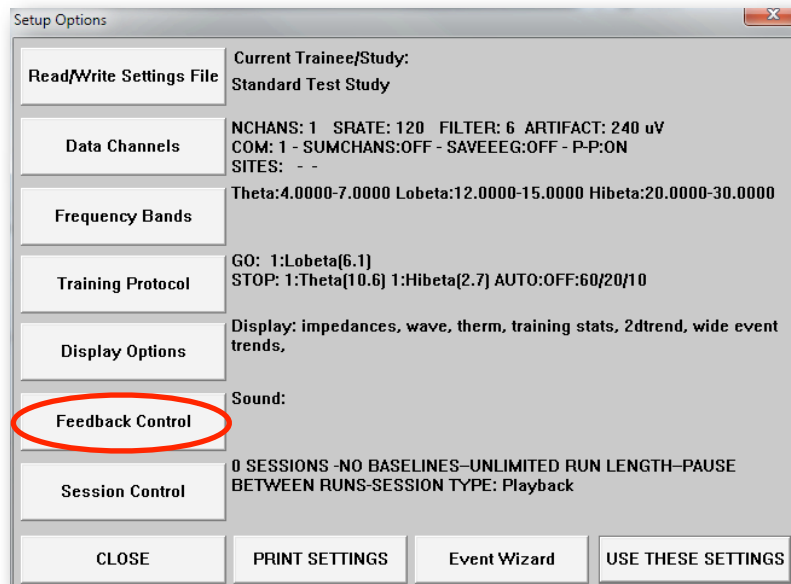 Setup Options
X
Read/Write Settings File
Current Trainee/Study:
Standard Test Study
Data Channels
NCHANS: 1 SRATE: 120 FILTER: 6 ARTIFACT: 240 uV
COM: 1 - SUMCHANS:OFF - SAVEEEG:OFF - P-P:ON
SITES: - -
Frequency Bands
Theta:4.0000-7.0000 Lobeta:12.0000-15.0000 Hibeta:20.0000-30.0000
Training Protocol
GO: 1:Lobeta(6.1)
STOP: 1:Theta(10.6) 1:Hibeta(2.7) AUTO:OFF:60/20/10
Display Options
Display: impedances, wave, therm, training stats, 2dtrend, wide event
trends,
Feedback Control
Sound:
Session Control
0 SESSIONS -NO BASELINES--UNLIMITED RUN LENGTH--PAUSE
BETWEEN RUNS-SESSION TYPE: Playback
CLOSE
PRINT SETTINGS
Event Wizard
USE THESE SETTINGS